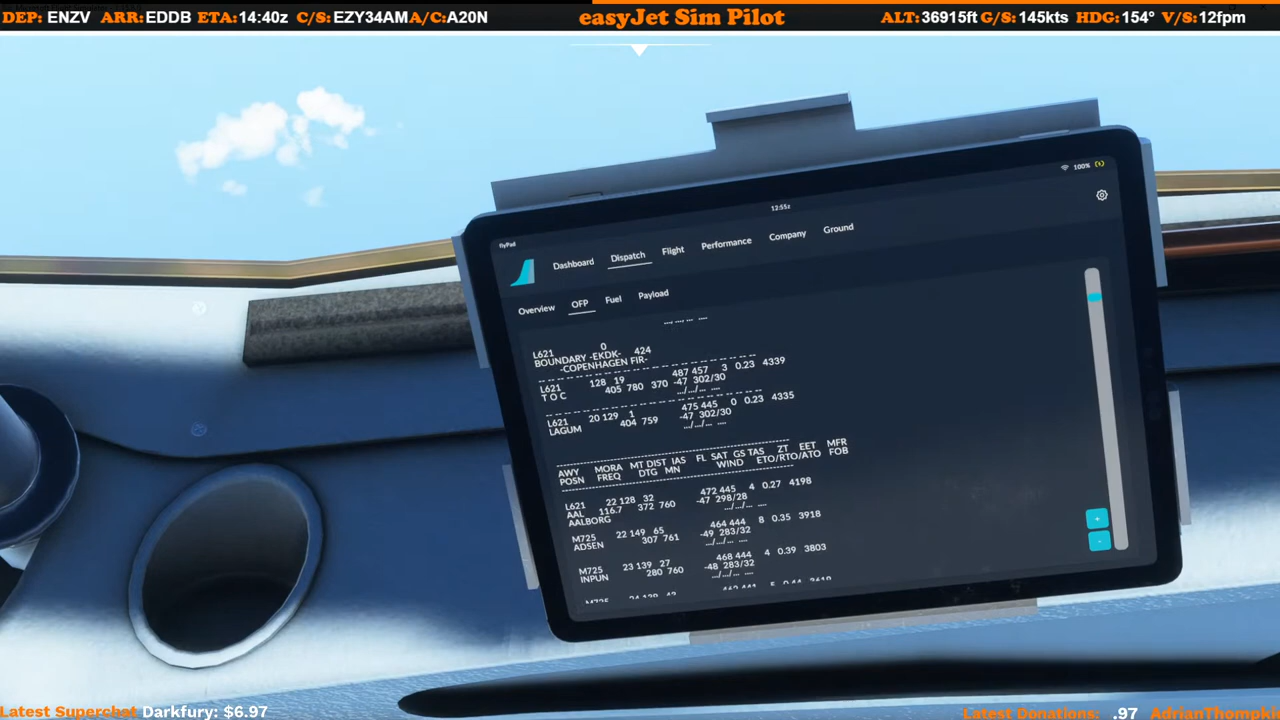 DEP: ENZV ARR:EDDB ETA:14:40z C/S:EZY34AM A/C:A20N easyJet Sim Pilot ALT:36915ft G/S:145kts HDG:154° V/S:12fpm
flyPad 12:55z 100%
Dashboard Dispatch Flight Performance Company Ground
Overview OFP Fuel Payload
..., ..., ... ....
L621 0
BOUNDARY -EKDK- 424
-COPENHAGEN FIR-
-- -- -- -- -- -- -- -- -- -- -- -- -- -- -- -- -- --
L621 128 19 487 457 3 0.23 4339
T O C 405 780 370 -47 302/30
.../.../... ....
-- -- -- -- -- -- -- -- -- -- -- -- -- -- -- -- -- --
L621 20 129 1 475 445 0 0.23 4335
LAGUM 404 759 -47 302/30
.../.../... ....
--------------------------------------------------------------------
AWY MORA MT DIST IAS FL SAT GS TAS ZT EET MFR
POSN FREQ DTG MN WIND ETO/RTO/ATO FOB
--------------------------------------------------------------------
L621 22 128 32 472 445 4 0.27 4198
AAL 116.7 372 760 -47 298/28
AALBORG .../.../... ....
M725 22 149 65 464 444 8 0.35 3918
ADSEN 307 761 -49 283/32
.../.../... ....
M725 23 139 27 468 444 4 0.39 3803
INPUN 280 760 -48 283/32
.../.../... ....
+
-
Latest Superchat Darkfury: $6.97 Latest Donations: .97 AdrianThompki